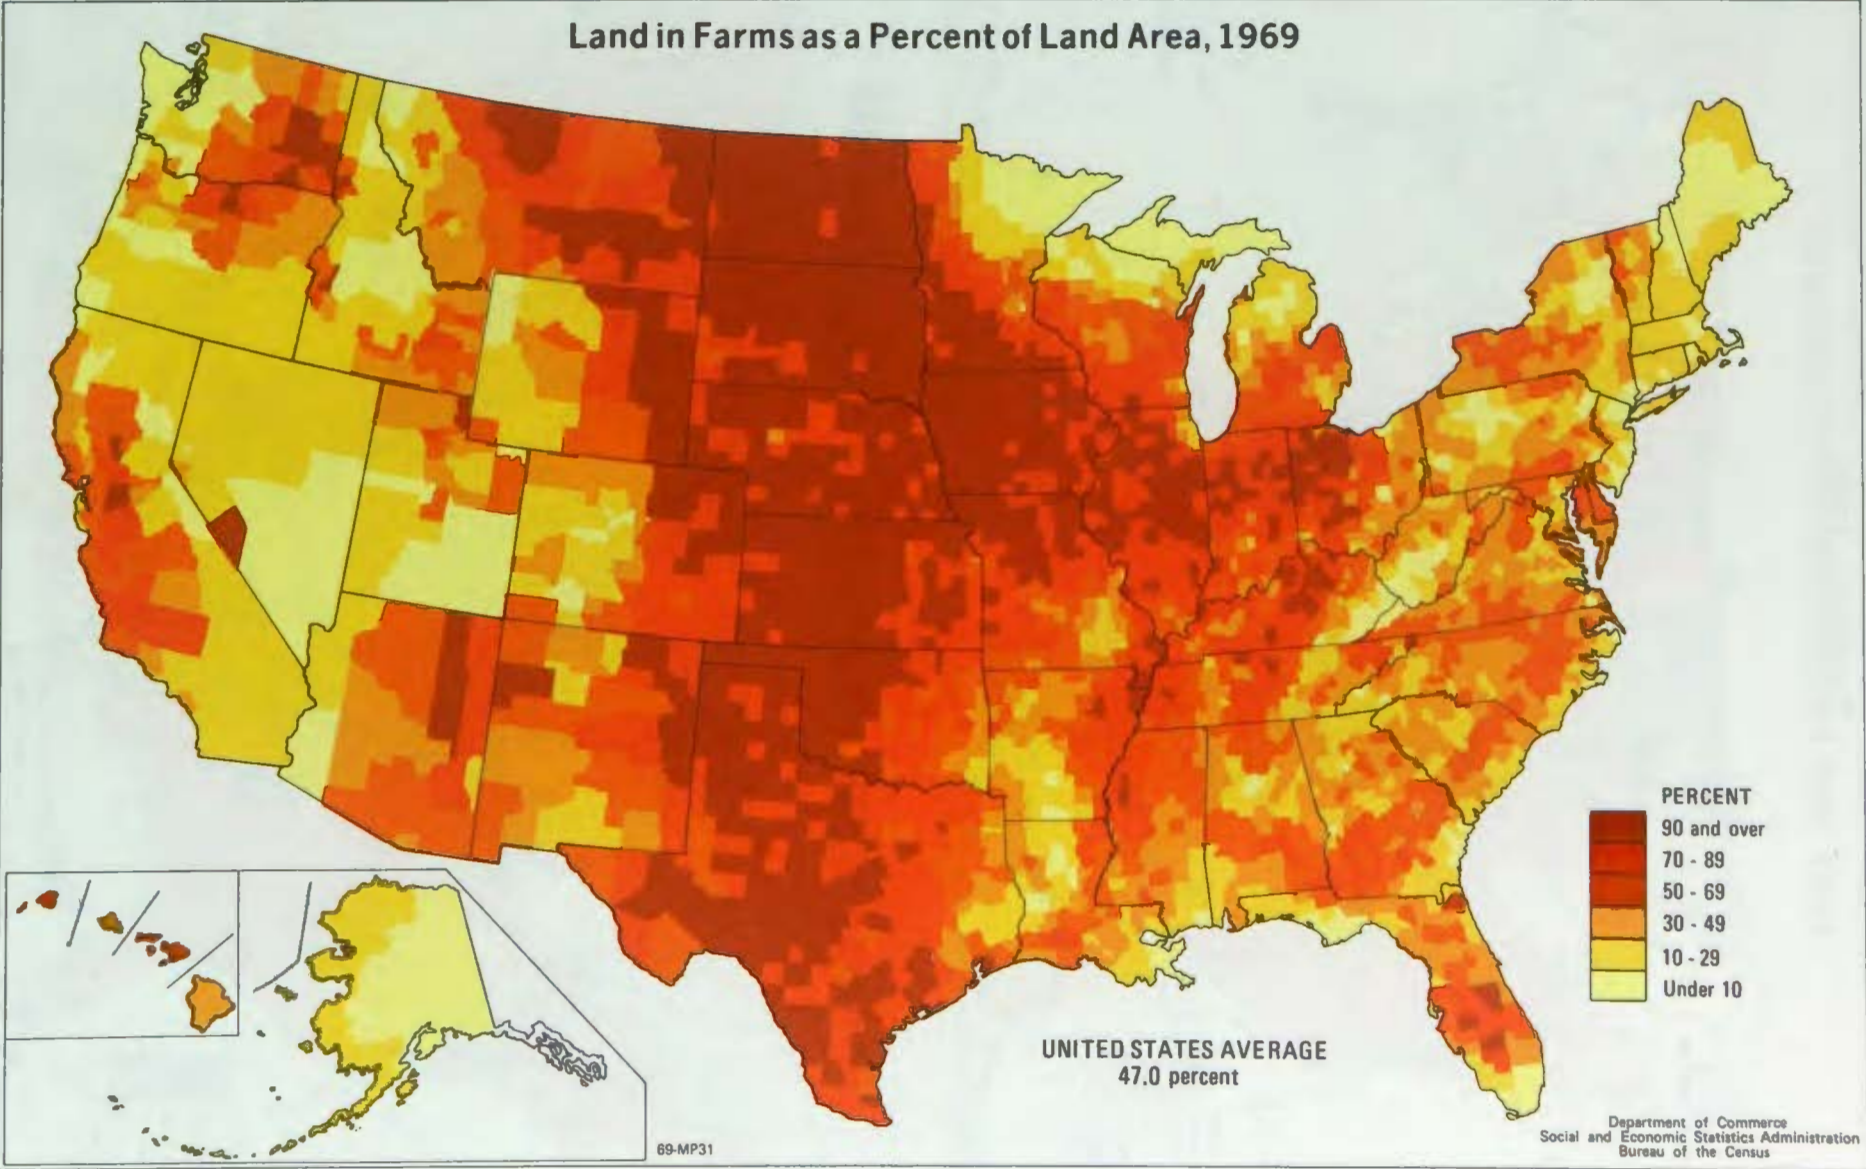 Land in Farms as a Percent of Land Area, 1969
PERCENT
90 and over
70 - 89
50 - 69
30 - 49
10 - 29
Under 10
UNITED STATES AVERAGE
47.0 percent
69-MP31
Department of Commerce
Social and Economic Statistics Administration
Bureau of the Census